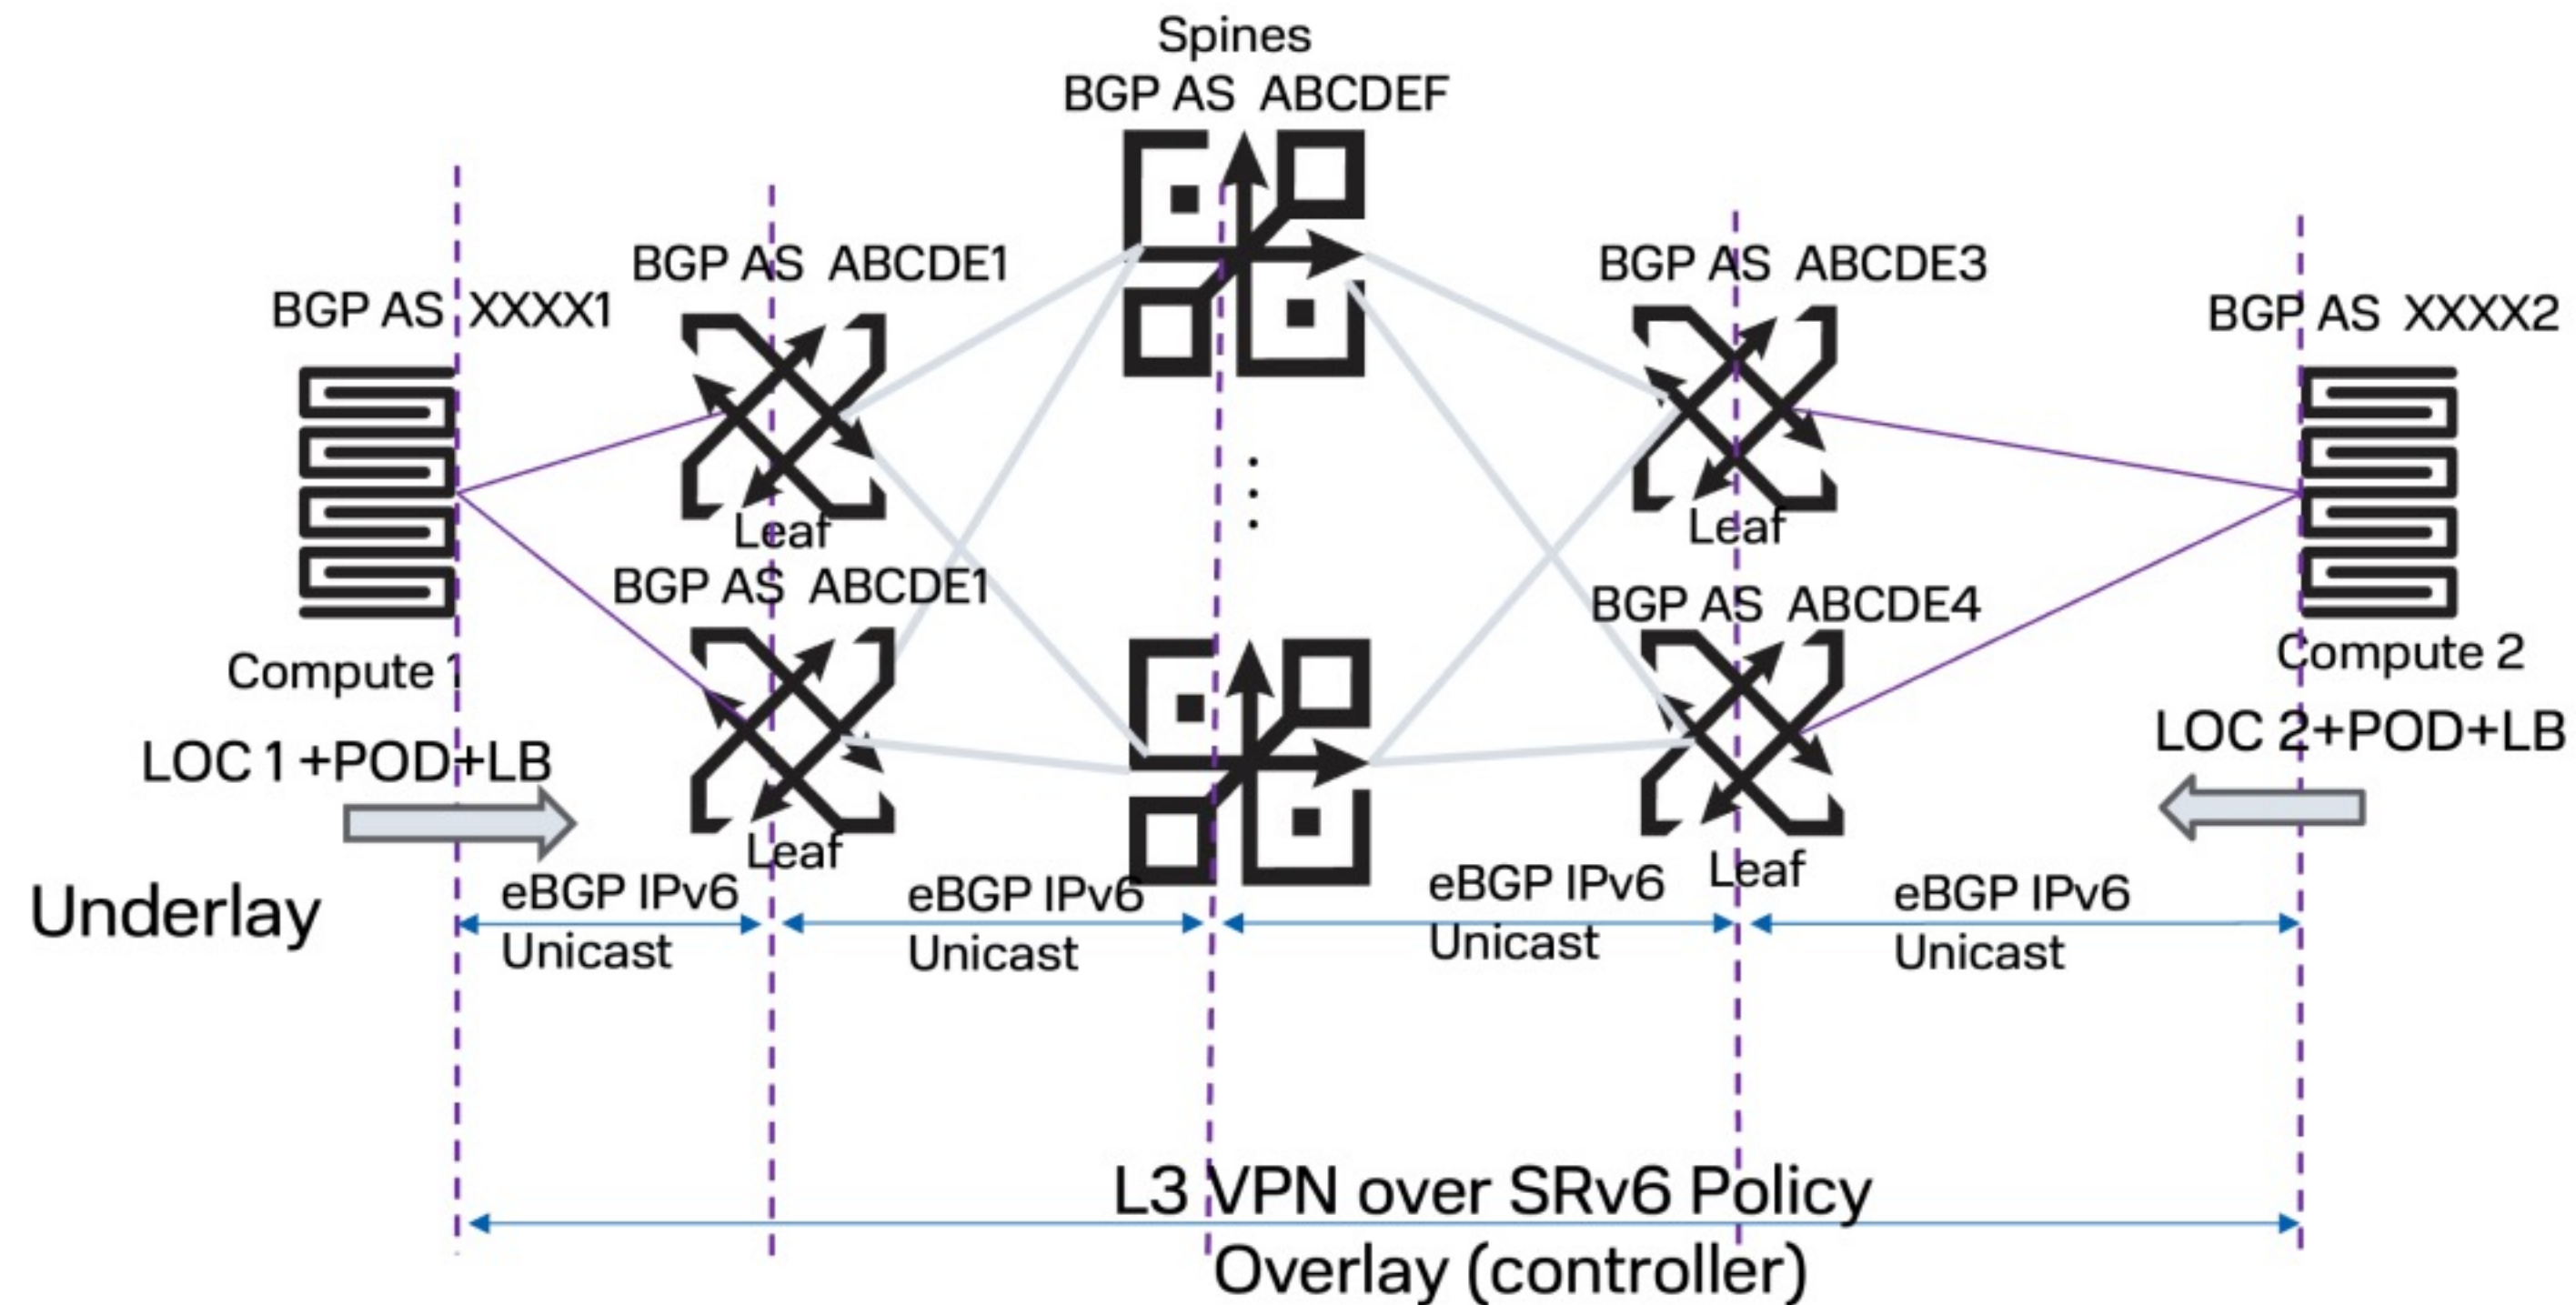 Spines
BGP AS ABCDEF
BGP AS ABCDE1
BGP AS ABCDE3
BGP AS XXXX1
BGP AS XXXX2
Leaf
Leaf
BGP AS ABCDE1
BGP AS ABCDE4
Compute 1
Compute 2
LOC 1 +POD+LB
LOC 2+POD+LB
Leaf
Leaf
Underlay
eBGP IPv6
Unicast
eBGP IPv6
Unicast
eBGP IPv6
Unicast
eBGP IPv6
Unicast
L3 VPN over SRv6 Policy
Overlay (controller)